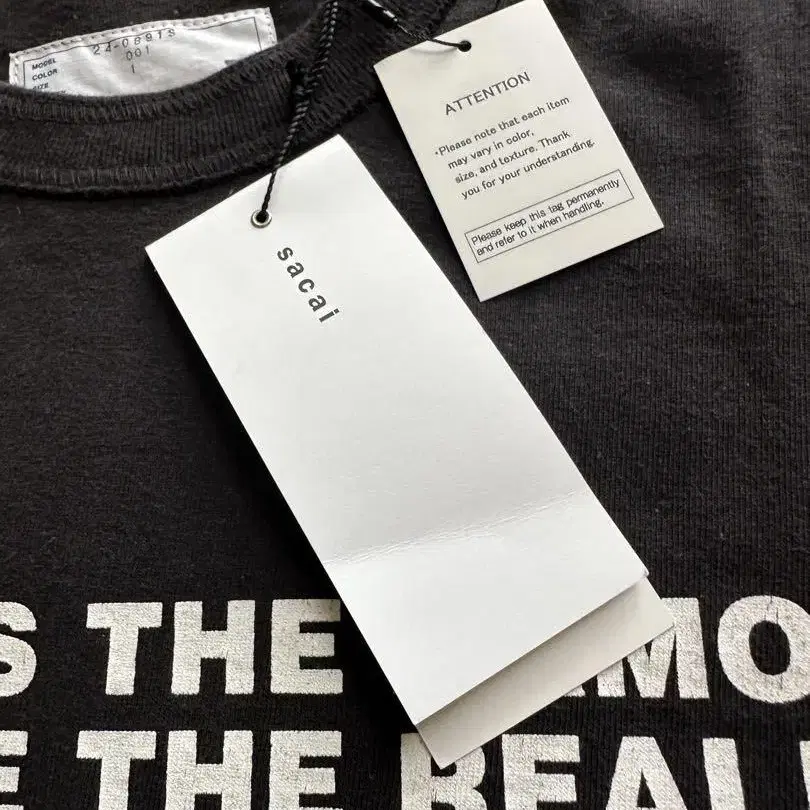 MODEL 24-0691S
COLOR 001
SIZE 1
ATTENTION
·Please note that each item
may vary in color,
size, and texture. Thank
you for your understanding.
Please keep this tag permanently
and refer to it when handling.
sacai
S THE
THE REAL